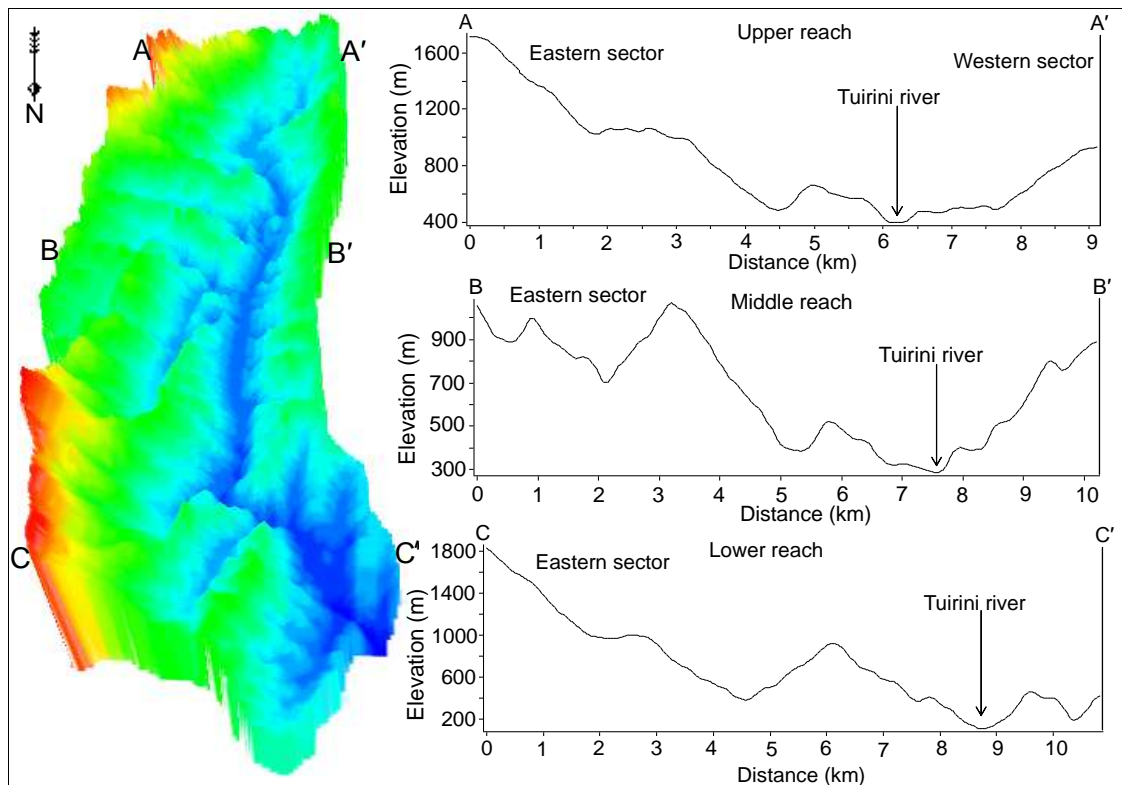 A
A′
N
B
B′
C
C′
A
Upper reach
A′
Eastern sector
Western sector
Tuirini river
Elevation (m)
1600
1200
800
400
0 1 2 3 4 5 6 7 8 9
Distance (km)
B
Eastern sector
Middle reach
B′
Tuirini river
Elevation (m)
900
700
500
300
0 1 2 3 4 5 6 7 8 9 10
Distance (km)
C
Eastern sector
Lower reach
C′
Tuirini river
Elevation (m)
1800
1400
1000
600
200
0 1 2 3 4 5 6 7 8 9 10
Distance (km)